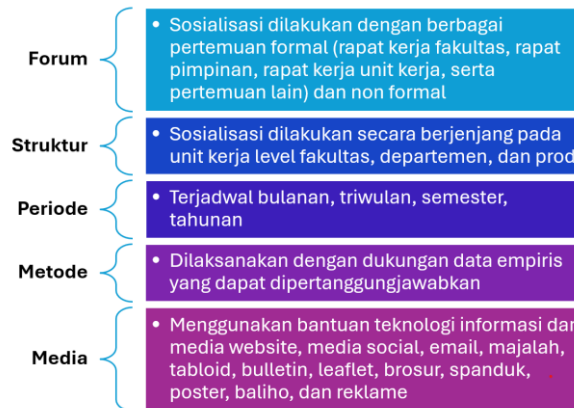 Forum
• Sosialisasi dilakukan dengan berbagai
pertemuan formal (rapat kerja fakultas, rapat
pimpinan, rapat kerja unit kerja, serta
pertemuan lain) dan non formal
Struktur
• Sosialisasi dilakukan secara berjenjang pada
unit kerja level fakultas, departemen, dan prod
Periode
• Terjadwal bulanan, triwulan, semester,
tahunan
Metode
• Dilaksanakan dengan dukungan data empiris
yang dapat dipertanggungjawabkan
Media
• Menggunakan bantuan teknologi informasi dan
media website, media social, email, majalah,
tabloid, bulletin, leaflet, brosur, spanduk,
poster, baliho, dan reklame